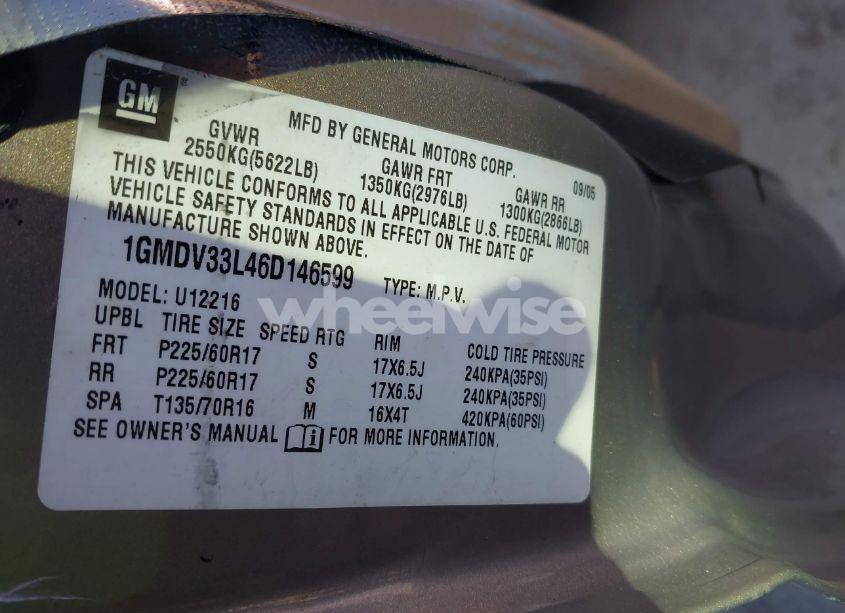 GM
MFD BY GENERAL MOTORS CORP. 09/05
GVWR GAWR FRT GAWR RR
2550KG(5622LB) 1350KG(2976LB) 1300KG(2866LB)
THIS VEHICLE CONFORMS TO ALL APPLICABLE U.S. FEDERAL MOTOR
VEHICLE SAFETY STANDARDS IN EFFECT ON THE DATE OF
MANUFACTURE SHOWN ABOVE.
1GMDV33L46D146599 TYPE: M.P.V.
MODEL: U12216
UPBL TIRE SIZE SPEED RTG RIM COLD TIRE PRESSURE
FRT P225/60R17 S 17X6.5J 240KPA(35PSI)
RR P225/60R17 S 17X6.5J 240KPA(35PSI)
SPA T135/70R16 M 16X4T 420KPA(60PSI)
SEE OWNER'S MANUAL FOR MORE INFORMATION.
wheelwise